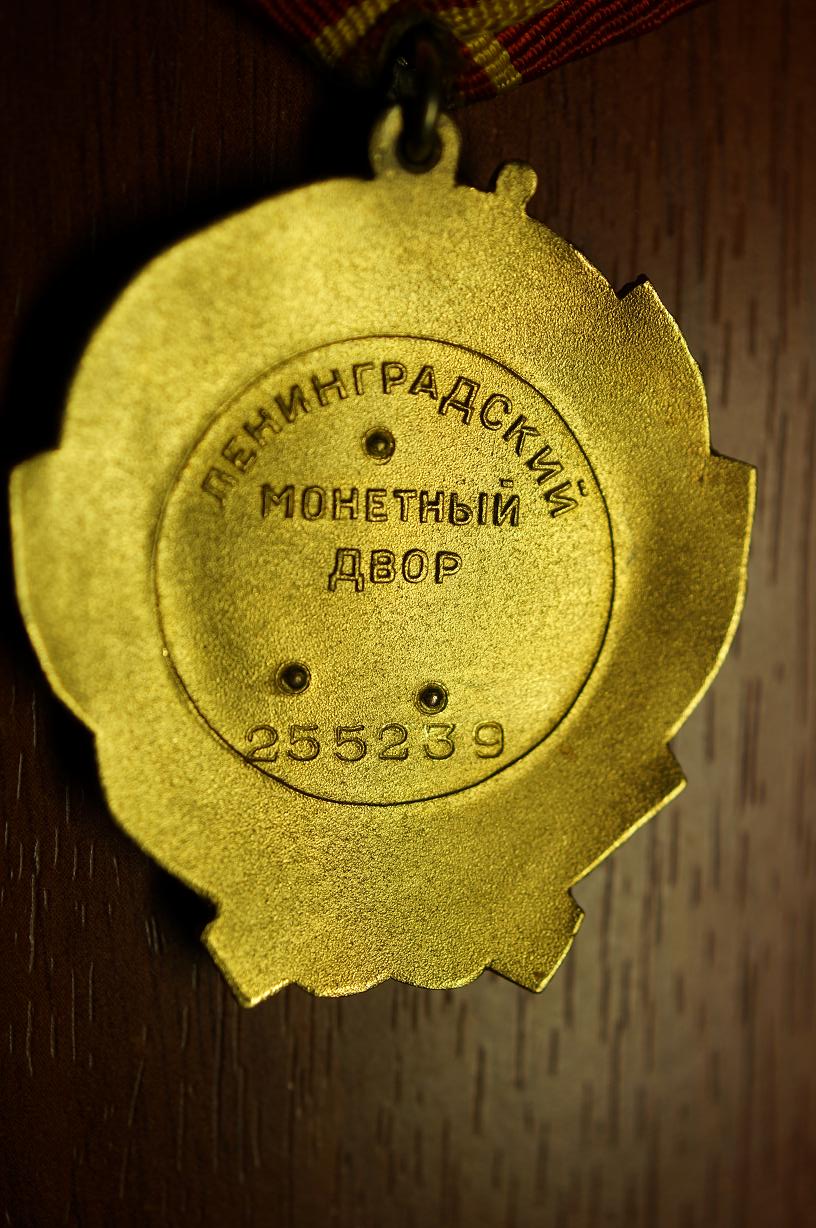 ЛЕНИНГРАДСКИЙ
МОНЕТНЫЙ
ДВОР
255239